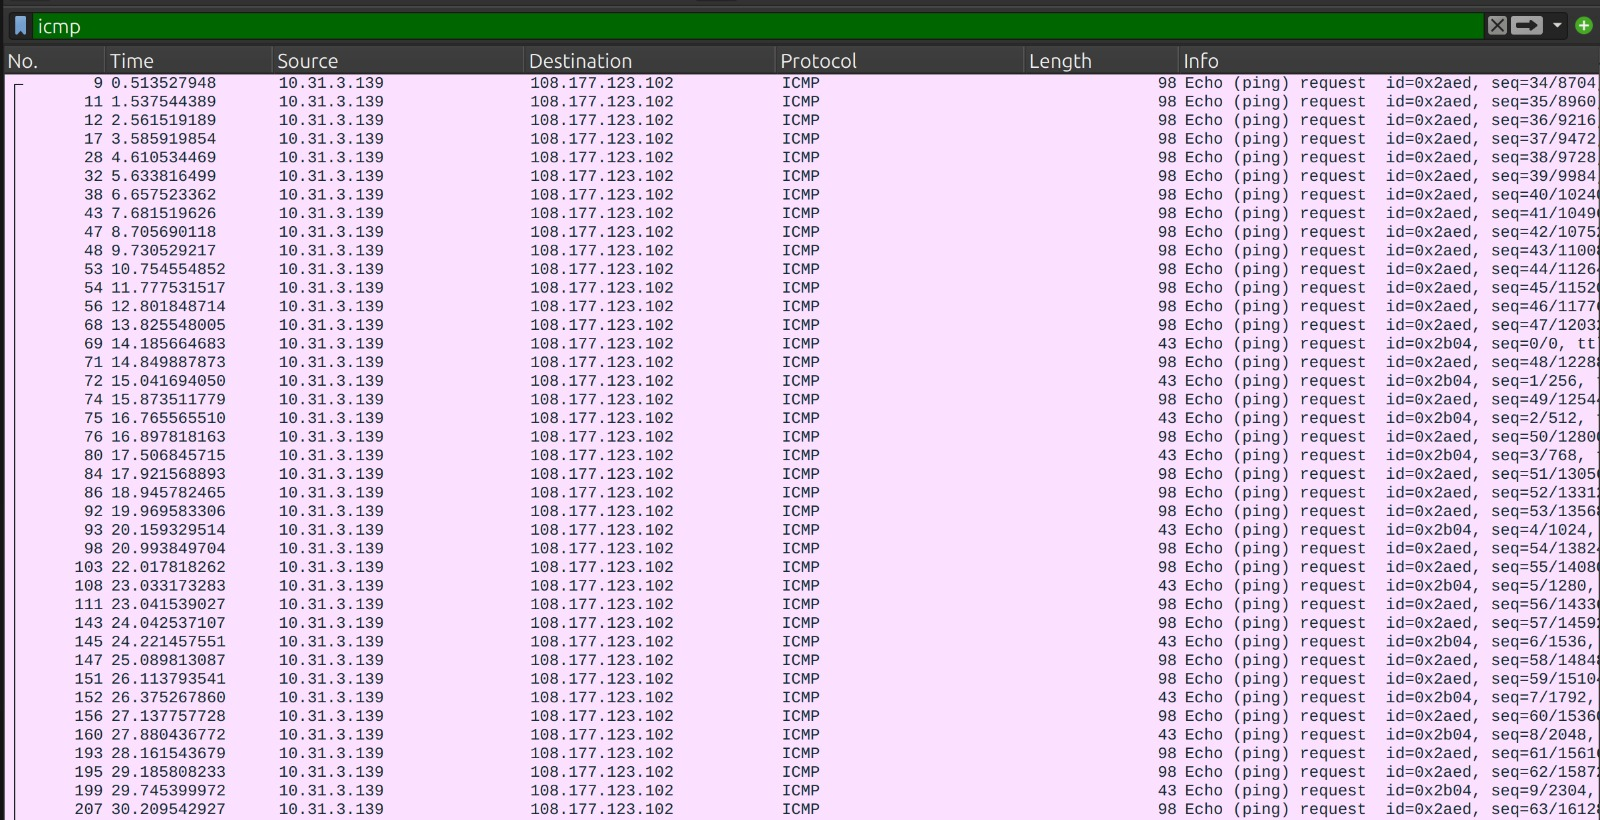 icmp
No. Time Source Destination Protocol Length Info
9 0.513527948 10.31.3.139 108.177.123.102 ICMP 98 Echo (ping) request id=0x2aed, seq=34/8704,
11 1.537544389 10.31.3.139 108.177.123.102 ICMP 98 Echo (ping) request id=0x2aed, seq=35/8960,
12 2.561519189 10.31.3.139 108.177.123.102 ICMP 98 Echo (ping) request id=0x2aed, seq=36/9216,
17 3.585919854 10.31.3.139 108.177.123.102 ICMP 98 Echo (ping) request id=0x2aed, seq=37/9472,
28 4.610534469 10.31.3.139 108.177.123.102 ICMP 98 Echo (ping) request id=0x2aed, seq=38/9728,
32 5.633816499 10.31.3.139 108.177.123.102 ICMP 98 Echo (ping) request id=0x2aed, seq=39/9984,
38 6.657523362 10.31.3.139 108.177.123.102 ICMP 98 Echo (ping) request id=0x2aed, seq=40/10240
43 7.681519626 10.31.3.139 108.177.123.102 ICMP 98 Echo (ping) request id=0x2aed, seq=41/10496
47 8.705690118 10.31.3.139 108.177.123.102 ICMP 98 Echo (ping) request id=0x2aed, seq=42/10752
48 9.730529217 10.31.3.139 108.177.123.102 ICMP 98 Echo (ping) request id=0x2aed, seq=43/11008
53 10.754554852 10.31.3.139 108.177.123.102 ICMP 98 Echo (ping) request id=0x2aed, seq=44/11264
54 11.777531517 10.31.3.139 108.177.123.102 ICMP 98 Echo (ping) request id=0x2aed, seq=45/11520
56 12.801848714 10.31.3.139 108.177.123.102 ICMP 98 Echo (ping) request id=0x2aed, seq=46/11776
68 13.825548005 10.31.3.139 108.177.123.102 ICMP 98 Echo (ping) request id=0x2aed, seq=47/12032
69 14.185664683 10.31.3.139 108.177.123.102 ICMP 43 Echo (ping) request id=0x2b04, seq=0/0, tt
71 14.849887873 10.31.3.139 108.177.123.102 ICMP 98 Echo (ping) request id=0x2aed, seq=48/12288
72 15.041694050 10.31.3.139 108.177.123.102 ICMP 43 Echo (ping) request id=0x2b04, seq=1/256,
74 15.873511779 10.31.3.139 108.177.123.102 ICMP 98 Echo (ping) request id=0x2aed, seq=49/12544
75 16.765565510 10.31.3.139 108.177.123.102 ICMP 43 Echo (ping) request id=0x2b04, seq=2/512,
76 16.897818163 10.31.3.139 108.177.123.102 ICMP 98 Echo (ping) request id=0x2aed, seq=50/12800
80 17.506845715 10.31.3.139 108.177.123.102 ICMP 43 Echo (ping) request id=0x2b04, seq=3/768,
84 17.921568893 10.31.3.139 108.177.123.102 ICMP 98 Echo (ping) request id=0x2aed, seq=51/13056
86 18.945782465 10.31.3.139 108.177.123.102 ICMP 98 Echo (ping) request id=0x2aed, seq=52/13312
92 19.969583306 10.31.3.139 108.177.123.102 ICMP 98 Echo (ping) request id=0x2aed, seq=53/13568
93 20.159329514 10.31.3.139 108.177.123.102 ICMP 43 Echo (ping) request id=0x2b04, seq=4/1024,
98 20.993849704 10.31.3.139 108.177.123.102 ICMP 98 Echo (ping) request id=0x2aed, seq=54/13824
103 22.017818262 10.31.3.139 108.177.123.102 ICMP 98 Echo (ping) request id=0x2aed, seq=55/14080
108 23.033173283 10.31.3.139 108.177.123.102 ICMP 43 Echo (ping) request id=0x2b04, seq=5/1280,
111 23.041539027 10.31.3.139 108.177.123.102 ICMP 98 Echo (ping) request id=0x2aed, seq=56/14336
143 24.042537107 10.31.3.139 108.177.123.102 ICMP 98 Echo (ping) request id=0x2aed, seq=57/14592
145 24.221457551 10.31.3.139 108.177.123.102 ICMP 43 Echo (ping) request id=0x2b04, seq=6/1536,
147 25.089813087 10.31.3.139 108.177.123.102 ICMP 98 Echo (ping) request id=0x2aed, seq=58/14848
151 26.113793541 10.31.3.139 108.177.123.102 ICMP 98 Echo (ping) request id=0x2aed, seq=59/15104
152 26.375267860 10.31.3.139 108.177.123.102 ICMP 43 Echo (ping) request id=0x2b04, seq=7/1792,
156 27.137757728 10.31.3.139 108.177.123.102 ICMP 98 Echo (ping) request id=0x2aed, seq=60/15360
160 27.880436772 10.31.3.139 108.177.123.102 ICMP 43 Echo (ping) request id=0x2b04, seq=8/2048,
193 28.161543679 10.31.3.139 108.177.123.102 ICMP 98 Echo (ping) request id=0x2aed, seq=61/15616
195 29.185808233 10.31.3.139 108.177.123.102 ICMP 98 Echo (ping) request id=0x2aed, seq=62/15872
199 29.745399972 10.31.3.139 108.177.123.102 ICMP 43 Echo (ping) request id=0x2b04, seq=9/2304,
207 30.209542927 10.31.3.139 108.177.123.102 ICMP 98 Echo (ping) request id=0x2aed, seq=63/16128